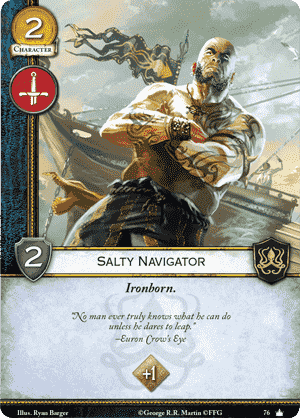 2
CHARACTER
2
SALTY NAVIGATOR
Ironborn.
"No man ever truly knows what he can do
unless he dares to leap."
–Euron Crow's Eye
+1
Illus. Ryan Barger
©George R.R. Martin ©FFG
76